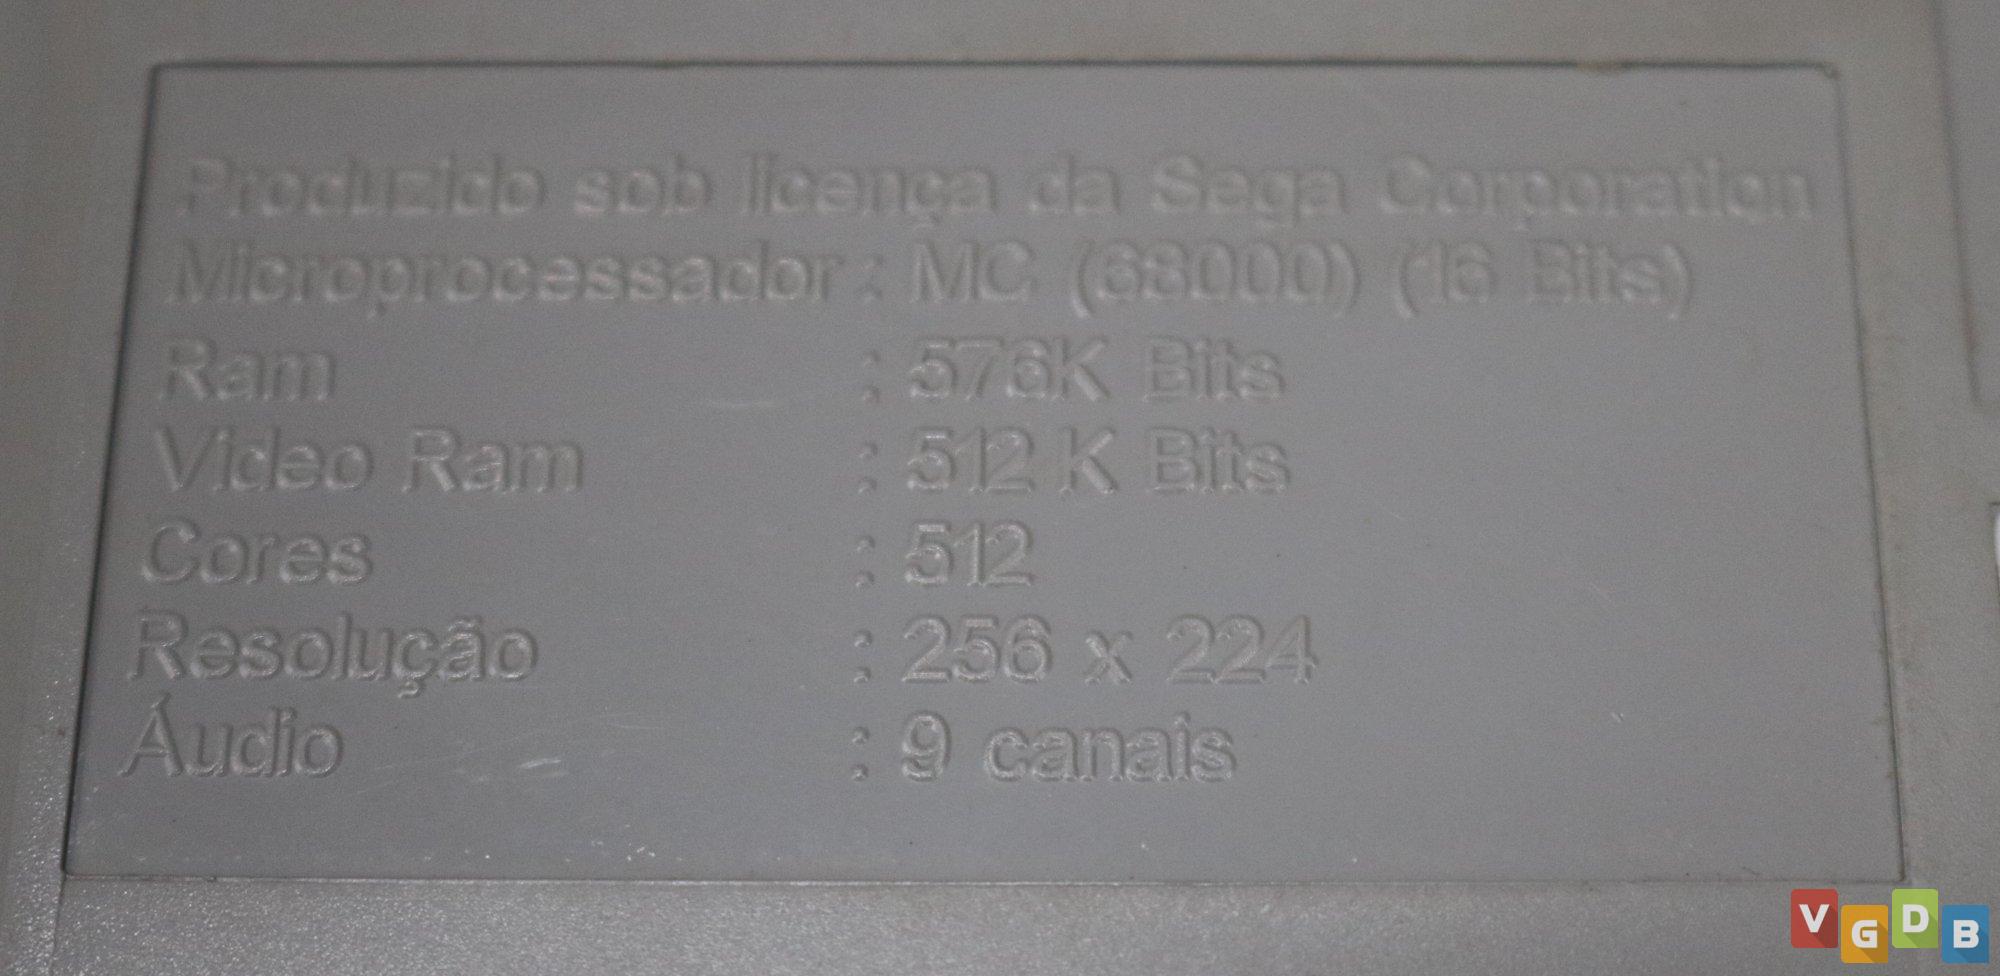 Produzido sob licença da Sega Corporation
Microprocessador : MC (68000) (16 Bits)
Ram : 576K Bits
Video Ram : 512 K Bits
Cores : 512
Resolução : 256 x 224
Áudio : 9 canais
VGDB